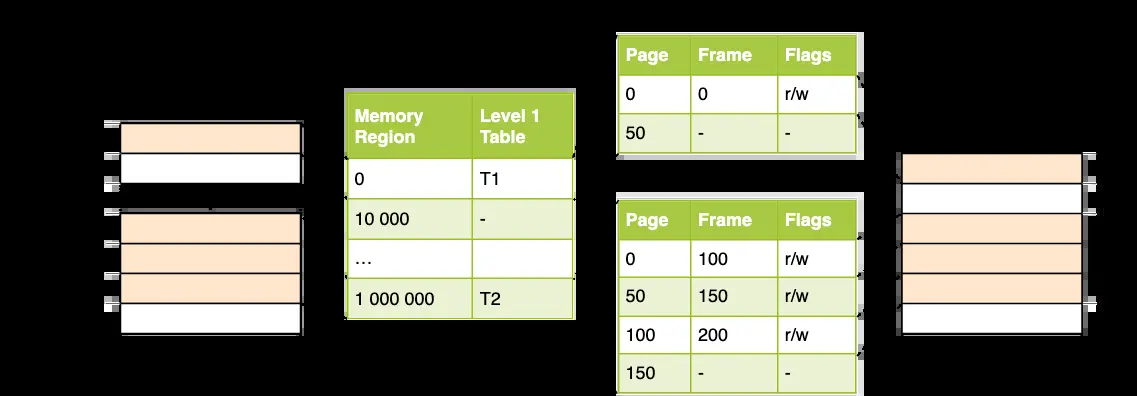 Memory Region Level 1 Table
0 T1
10 000 -
...
1 000 000 T2
Page Frame Flags
0 0 r/w
50 - -
Page Frame Flags
0 100 r/w
50 150 r/w
100 200 r/w
150 - -